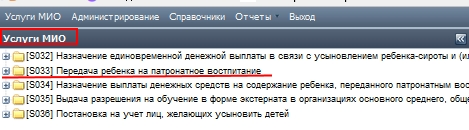 Услуги МИО Администрирование Справочники Отчеты Выход
Услуги МИО
[S032] Назначение единовременной денежной выплаты в связи с усыновлением ребенка-сироты и (и
[S033] Передача ребенка на патронатное воспитание
[S034] Назначение выплаты денежных средств на содержание ребенка, переданного патронатным вос
[S035] Выдача разрешения на обучение в форме экстерната в организациях основного среднего, обще
[S036] Постановка на учет лиц, желающих усыновить детей